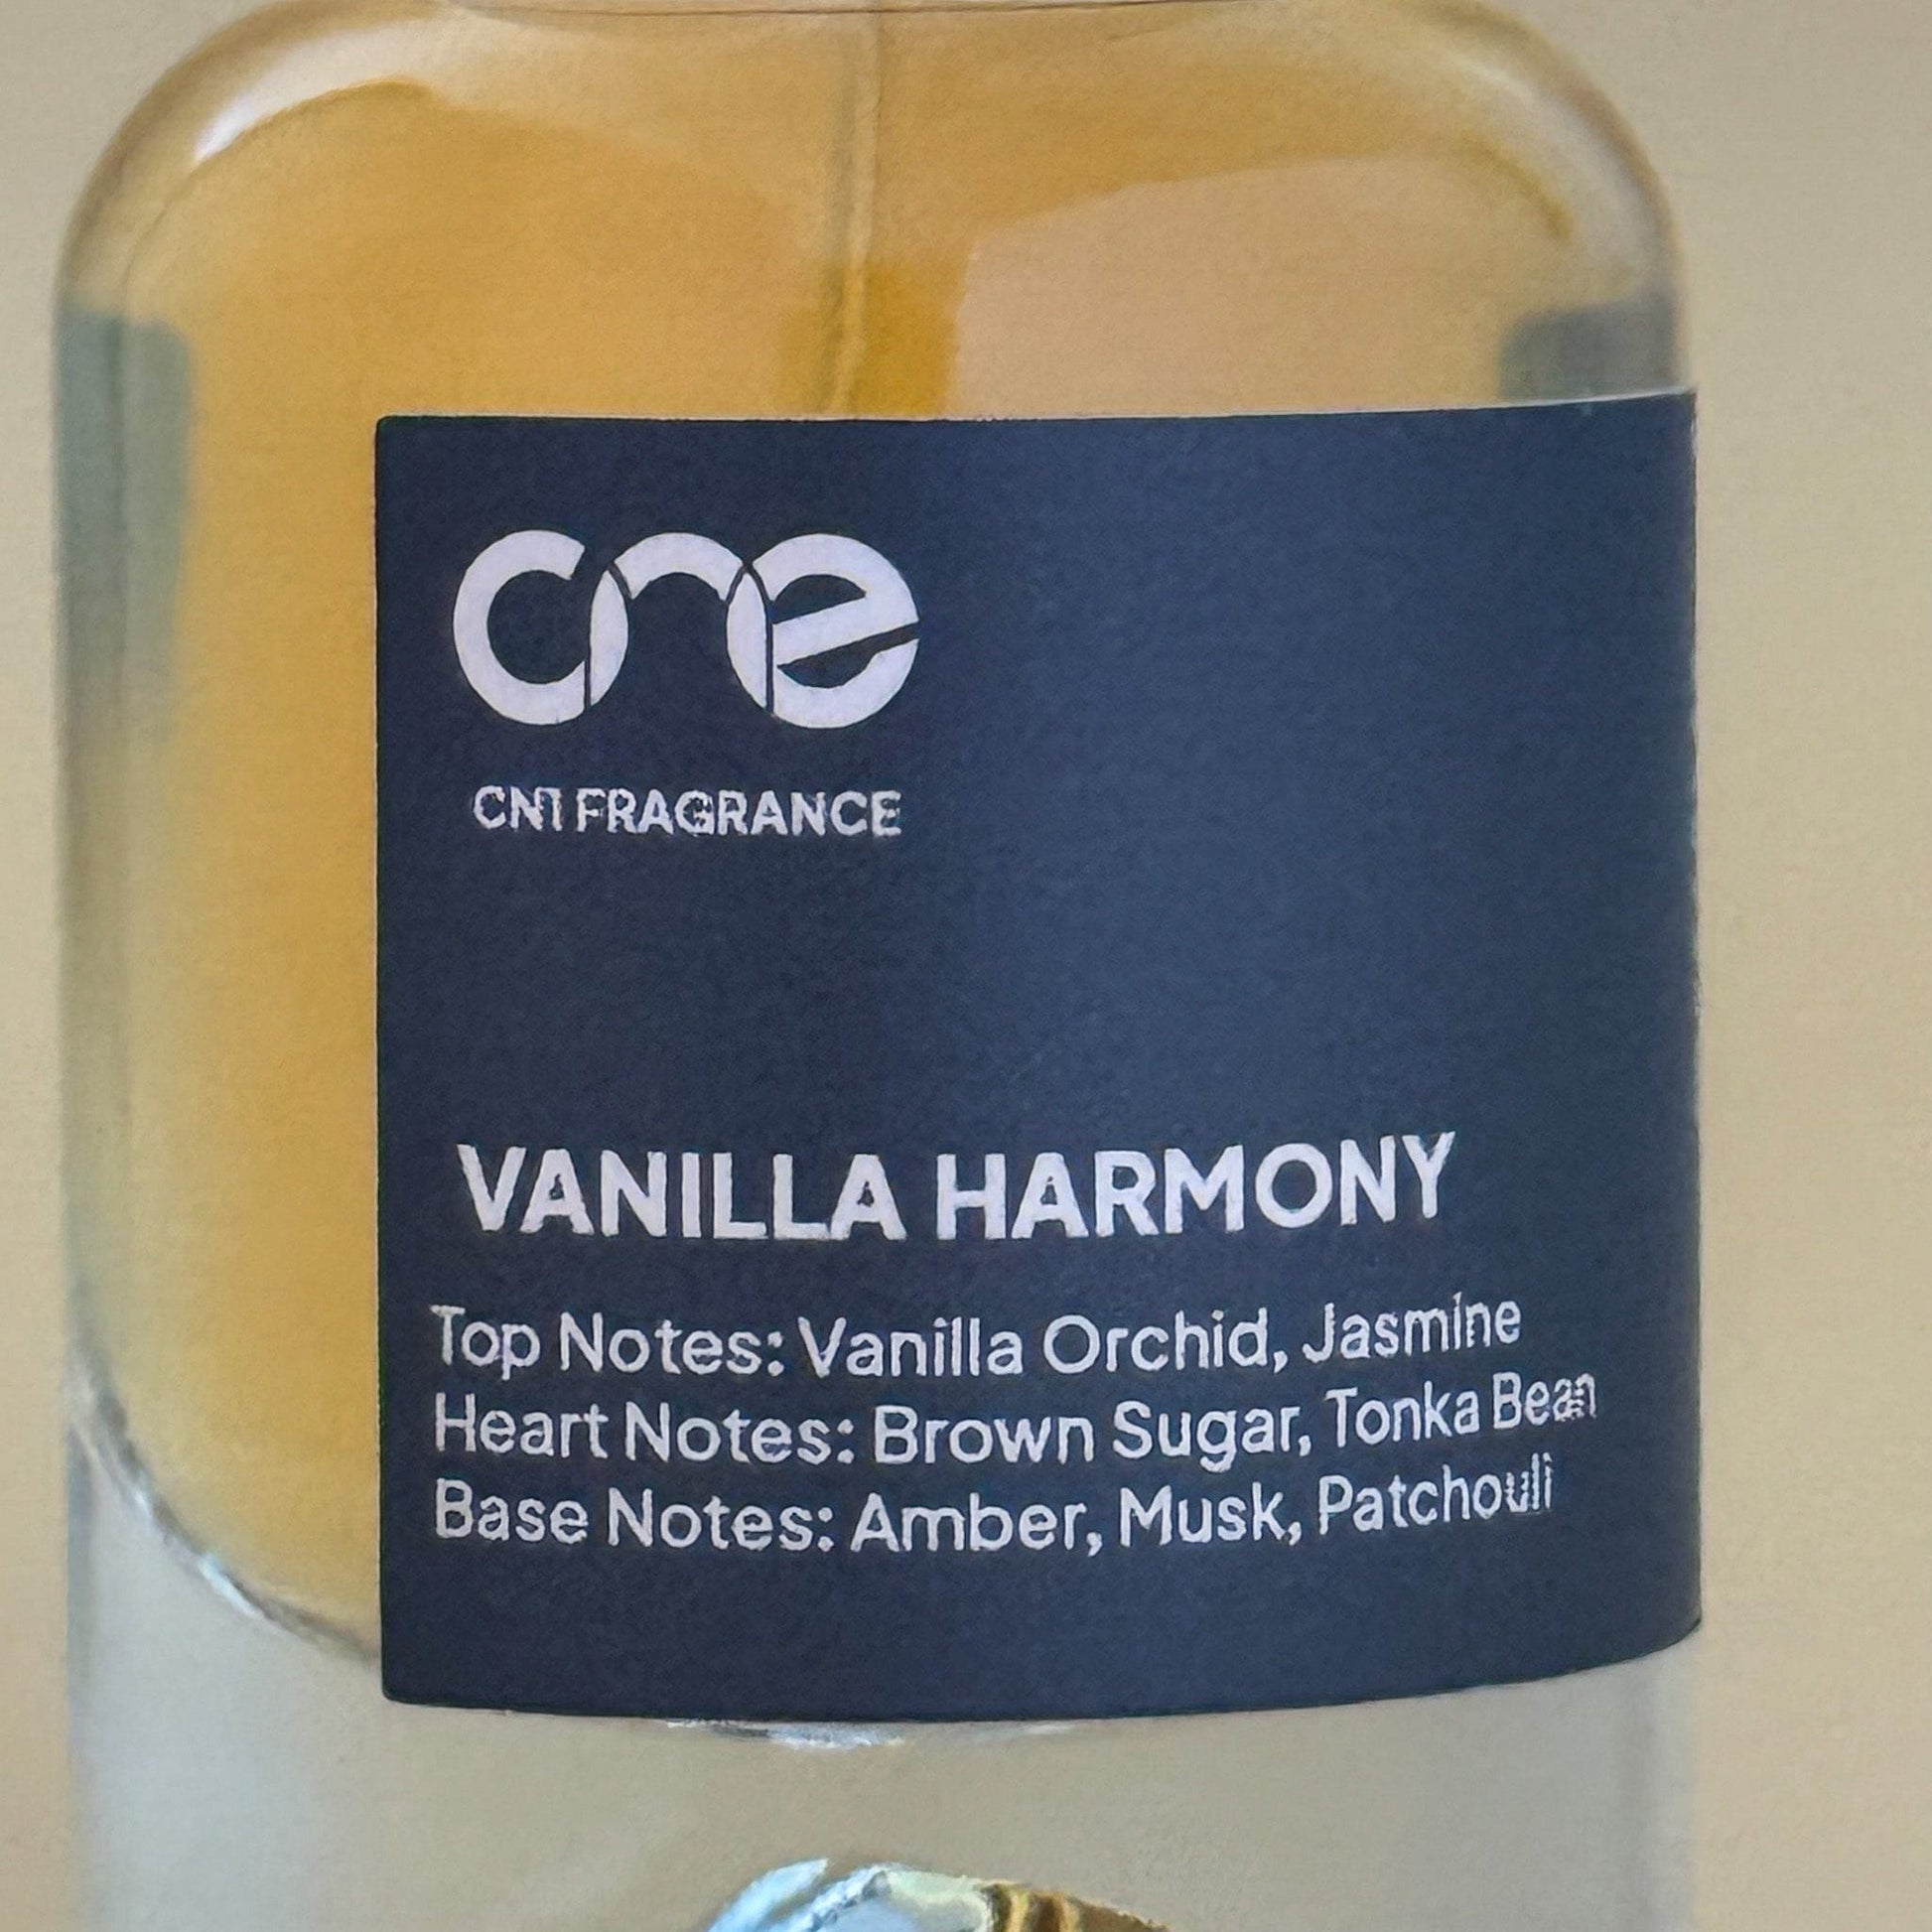 cne
CNI FRAGRANCE
VANILLA HARMONY
Top Notes: Vanilla Orchid, Jasmine
Heart Notes: Brown Sugar, Tonka Bean
Base Notes: Amber, Musk, Patchouli